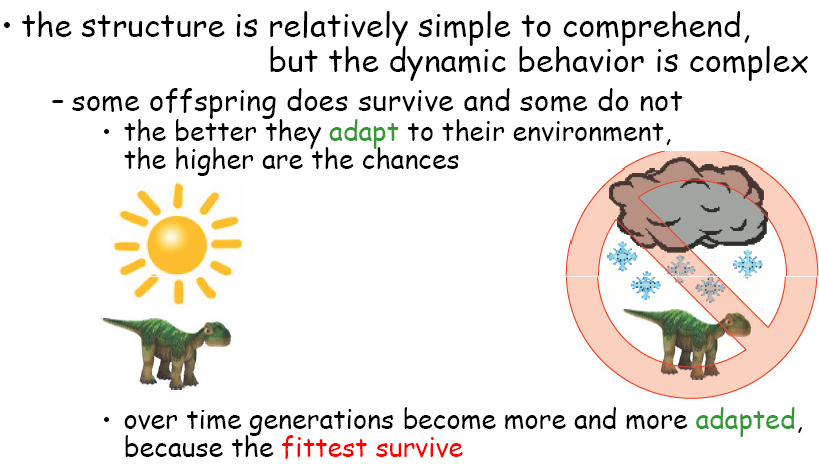 • the structure is relatively simple to comprehend,
but the dynamic behavior is complex
– some offspring does survive and some do not
• the better they adapt to their environment,
the higher are the chances
• over time generations become more and more adapted,
because the fittest survive